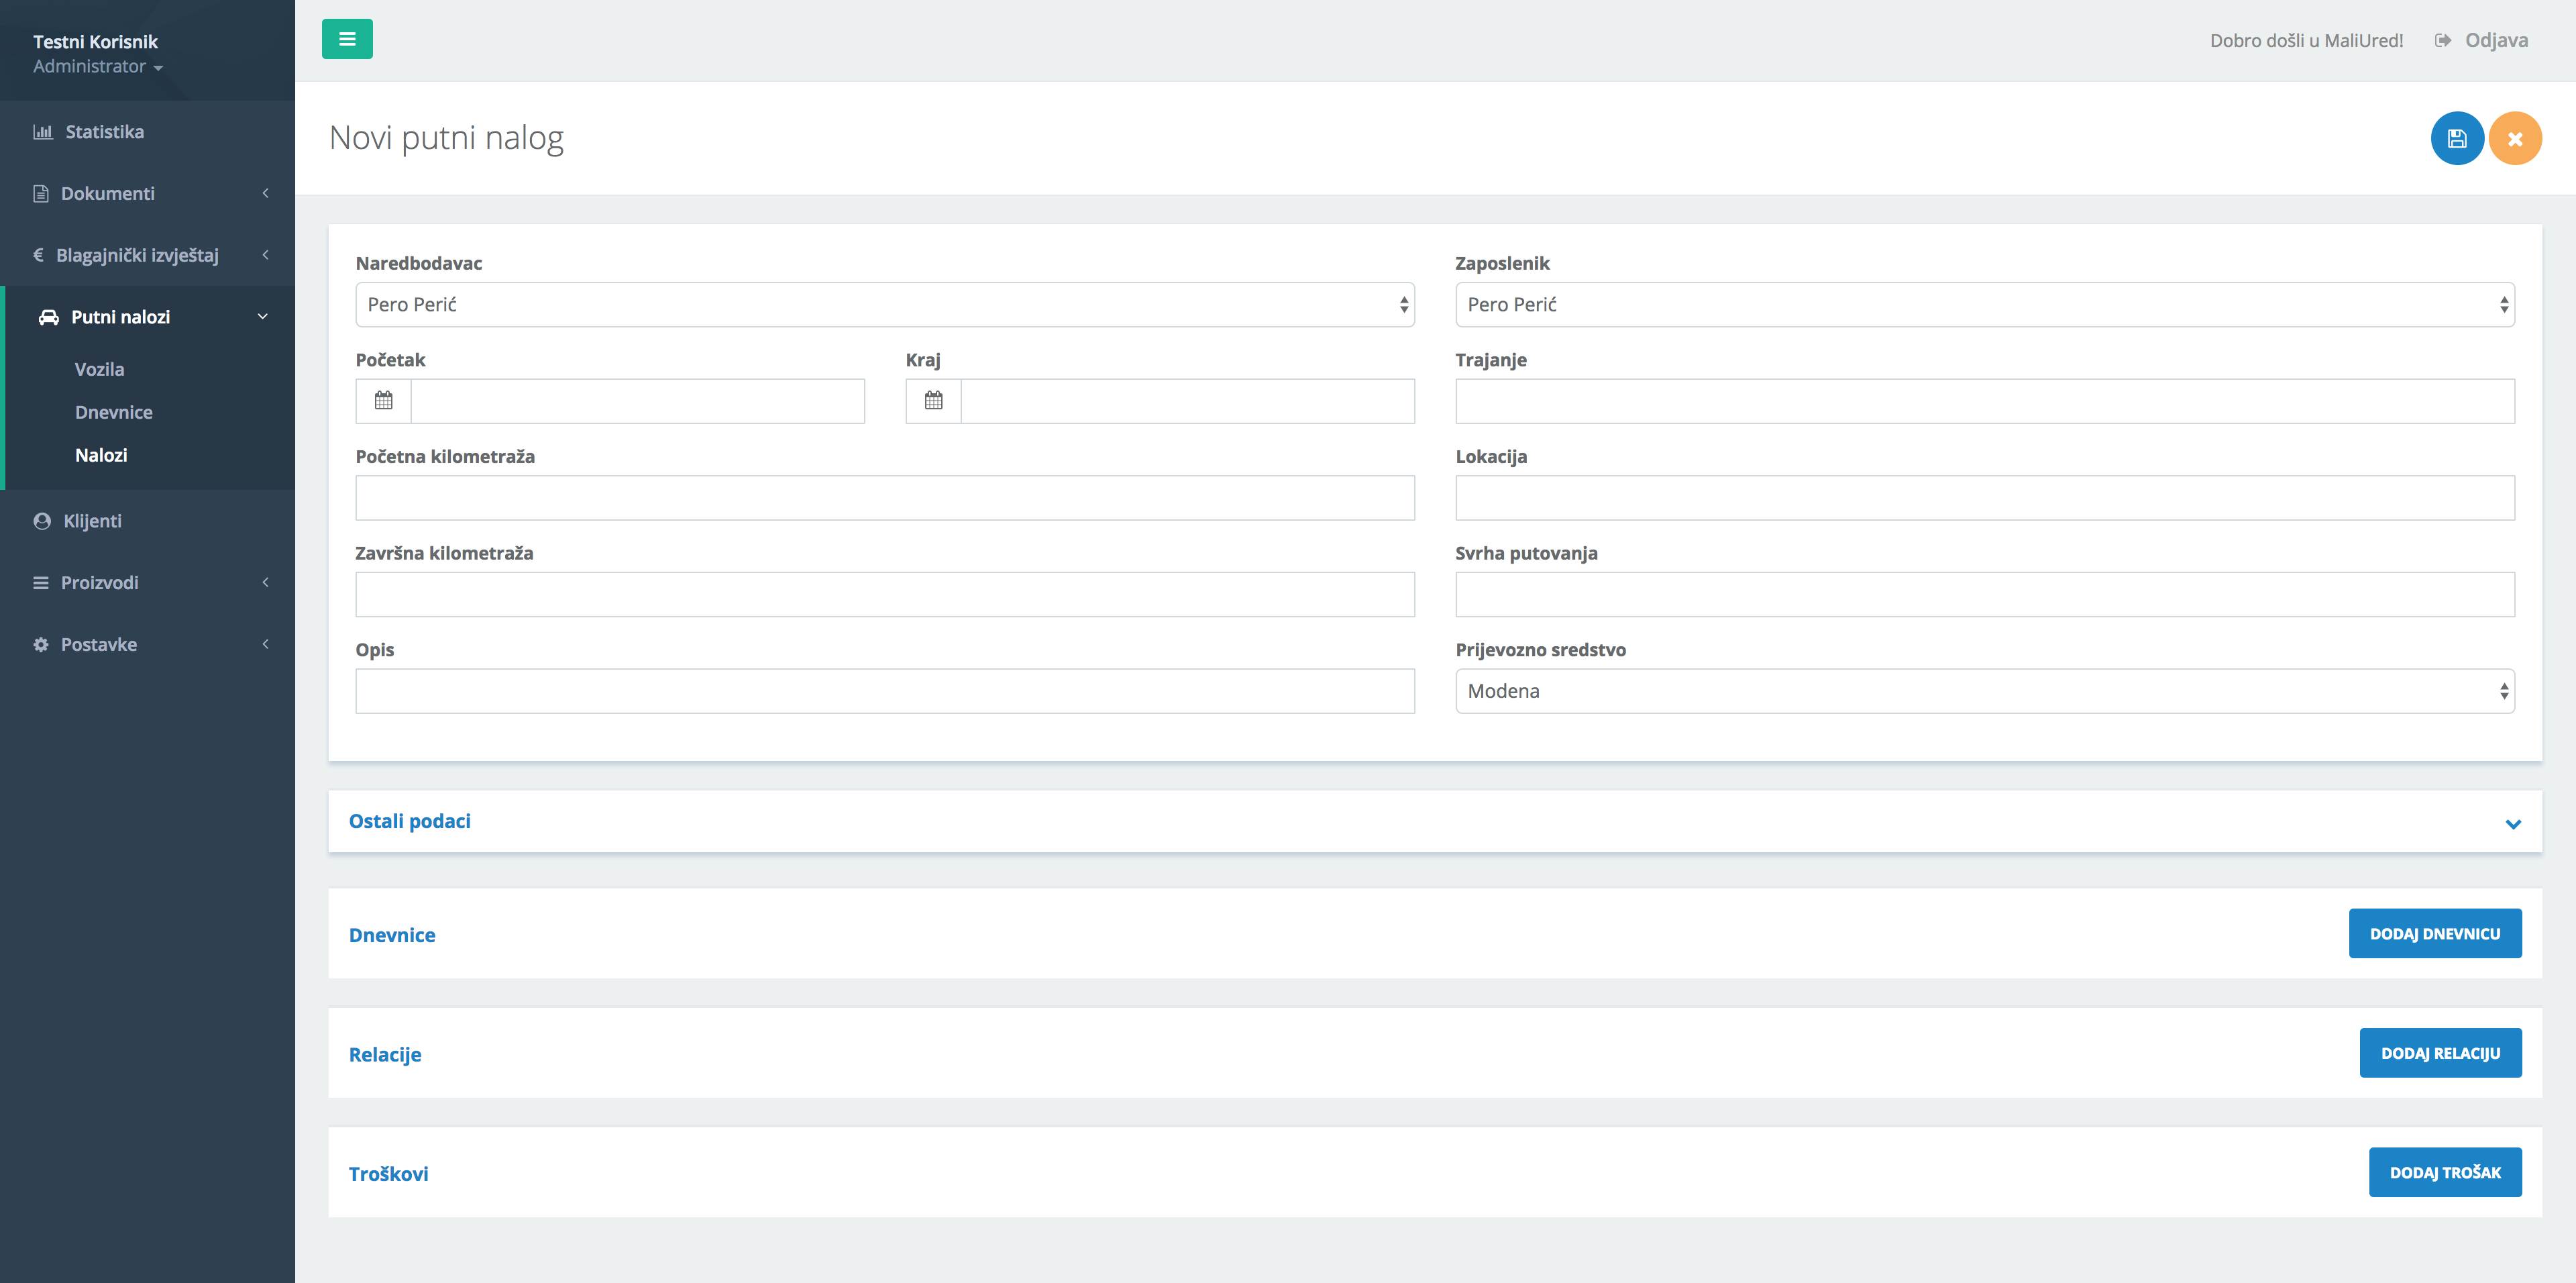 Testni Korisnik
Administrator
Statistika
Dokumenti
€ Blagajnički izvještaj
Putni nalozi
Vozila
Dnevnice
Nalozi
Klijenti
Proizvodi
Postavke
Dobro došli u MaliUred! Odjava
Novi putni nalog
Naredbodavac Zaposlenik
Pero Perić Pero Perić
Početak Kraj Trajanje
Početna kilometraža Lokacija
Završna kilometraža Svrha putovanja
Opis Prijevozno sredstvo
Modena
Ostali podaci
Dnevnice DODAJ DNEVNICU
Relacije DODAJ RELACIJU
Troškovi DODAJ TROŠAK